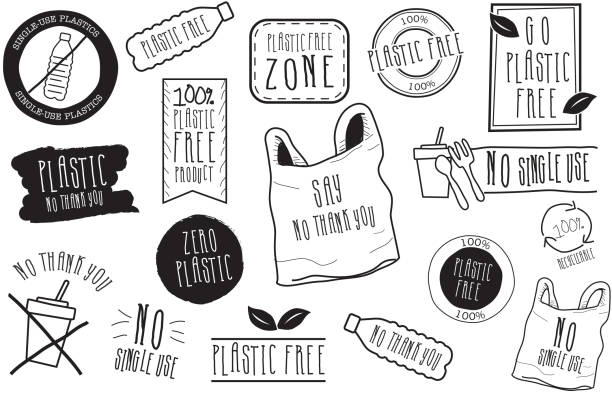 SINGLE-USE PLASTICS
SINGLE-USE PLASTICS
PLASTIC FREE
PLASTIC FREE
ZONE
100%
PLASTIC FREE
100%
GO
PLASTIC
FREE
100%
PLASTIC
FREE
PRODUCT
PLASTIC
NO THANK YOU
SAY
NO THANK YOU
NO SINGLE USE
ZERO
PLASTIC
100%
RECYCLEABLE
100%
PLASTIC
FREE
100%
NO THANK YOU
NO
SINGLE USE
PLASTIC FREE
NO THANK YOU
NO
SINGLE USE